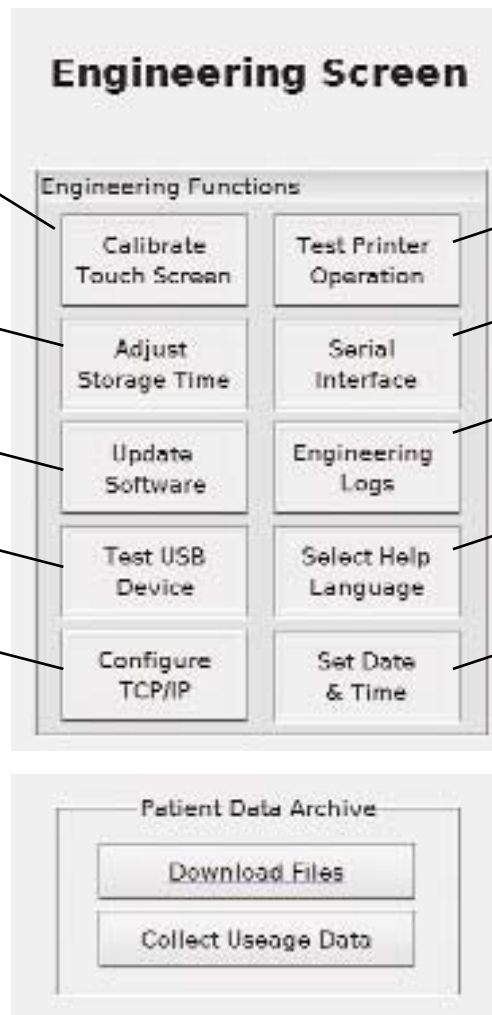 Engineering Screen
Engineering Functions
Calibrate
Touch Screen
Test Printer
Operation
Adjust
Storage Time
Serial
Interface
Update
Software
Engineering
Logs
Test USB
Device
Select Help
Language
Configure
TCP/IP
Set Date
& Time
Patient Data Archive
Download Files
Collect Useage Data